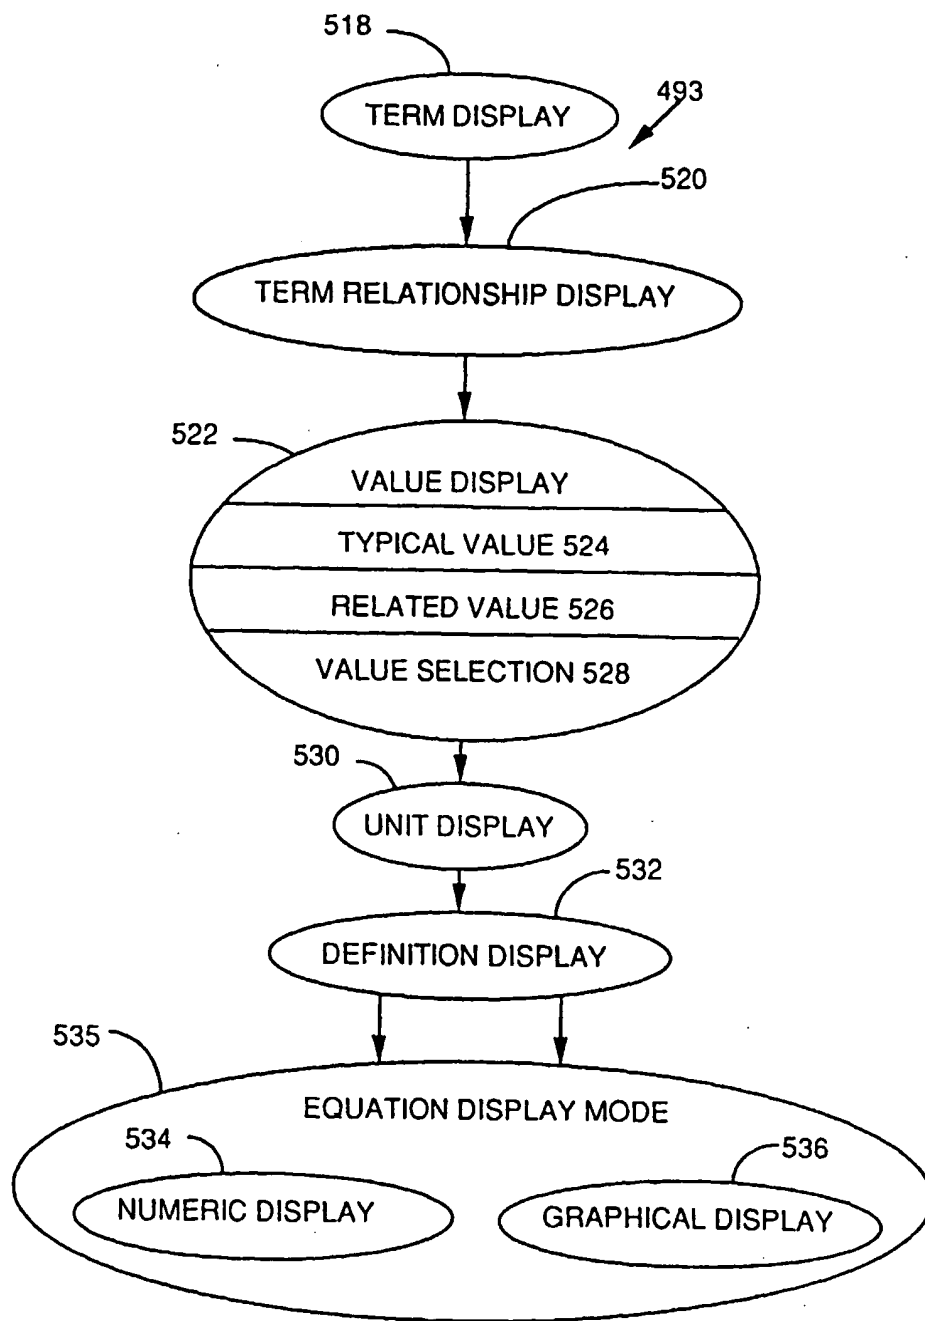 518
TERM DISPLAY
493
520
TERM RELATIONSHIP DISPLAY
522
VALUE DISPLAY
TYPICAL VALUE 524
RELATED VALUE 526
VALUE SELECTION 528
530
UNIT DISPLAY
532
DEFINITION DISPLAY
535
EQUATION DISPLAY MODE
534
536
NUMERIC DISPLAY
GRAPHICAL DISPLAY